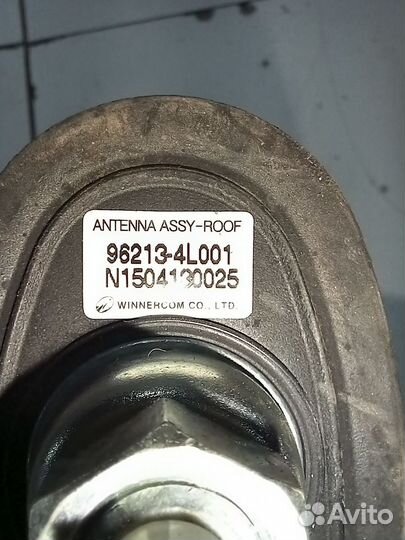 ANTENNA ASSY-ROOF
96213-4L001
N1504130025
WINNERCOM CO., LTD.
Avito